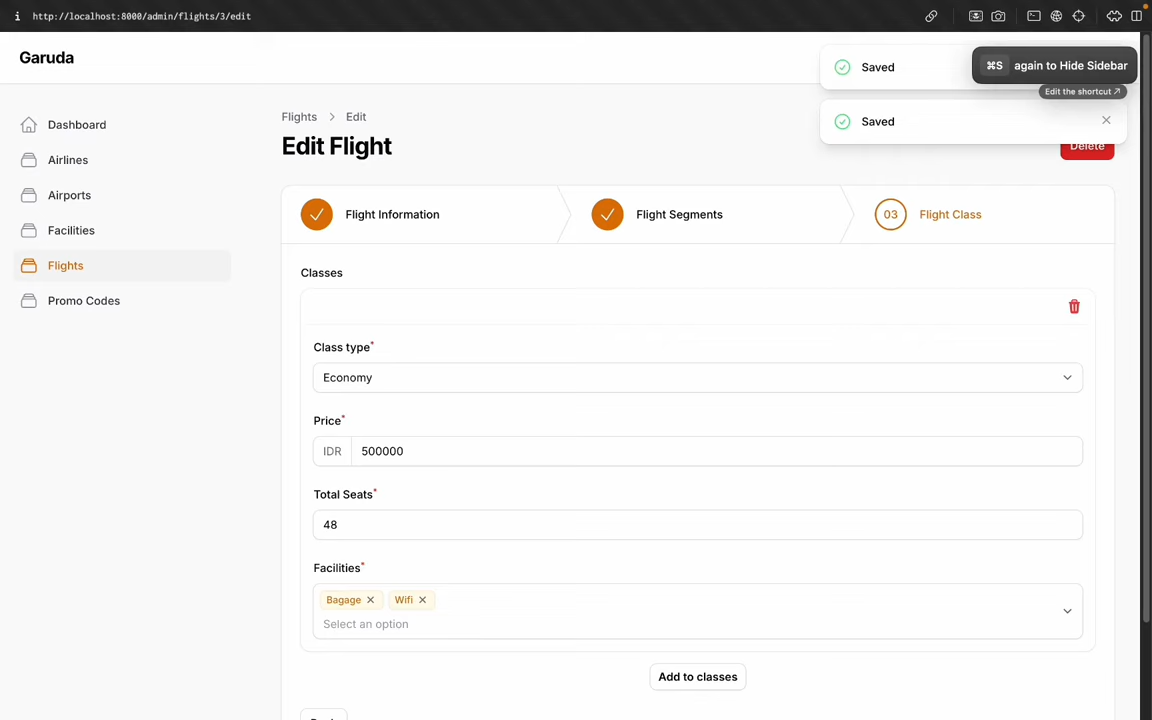 http://localhost:8000/admin/flights/3/edit
Garuda
Saved
⌘S again to Hide Sidebar
Edit the shortcut ↗
Saved
Dashboard
Airlines
Airports
Facilities
Flights
Promo Codes
Flights > Edit
Edit Flight
Delete
Flight Information
Flight Segments
03 Flight Class
Classes
Class type*
Economy
Price*
IDR 500000
Total Seats*
48
Facilities*
Bagage Wifi
Select an option
Add to classes